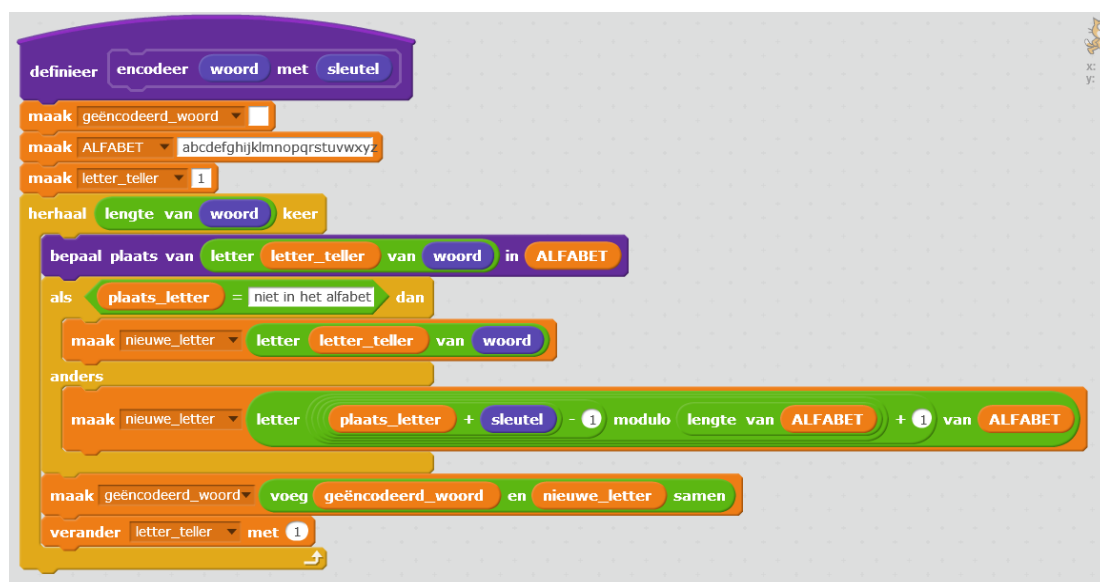 definieer encodeer woord met sleutel
maak geëncodeerd_woord
maak ALFABET abcdefghijklmnopqrstuvwxyz
maak letter_teller 1
herhaal lengte van woord keer
bepaal plaats van letter letter_teller van woord in ALFABET
als plaats_letter = niet in het alfabet dan
maak nieuwe_letter letter letter_teller van woord
anders
maak nieuwe_letter letter plaats_letter + sleutel - 1 modulo lengte van ALFABET + 1 van ALFABET
maak geëncodeerd_woord voeg geëncodeerd_woord en nieuwe_letter samen
verander letter_teller met 1
x:
y: